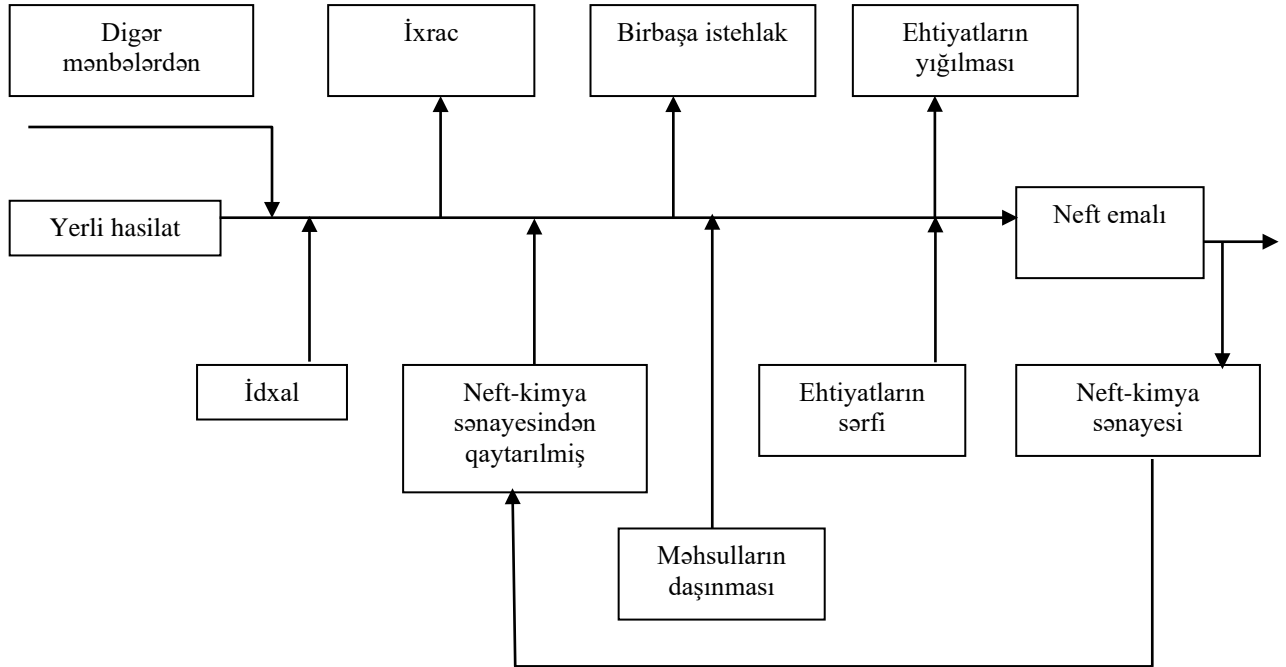 Digər
mənbələrdən
İxrac
Birbaşa istehlak
Ehtiyatların
yığılması
Yerli hasilat
Neft emalı
İdxal
Neft-kimya
sənayesindən
qaytarılmiş
Ehtiyatların
sərfi
Neft-kimya
sənayesi
Məhsulların
daşınması